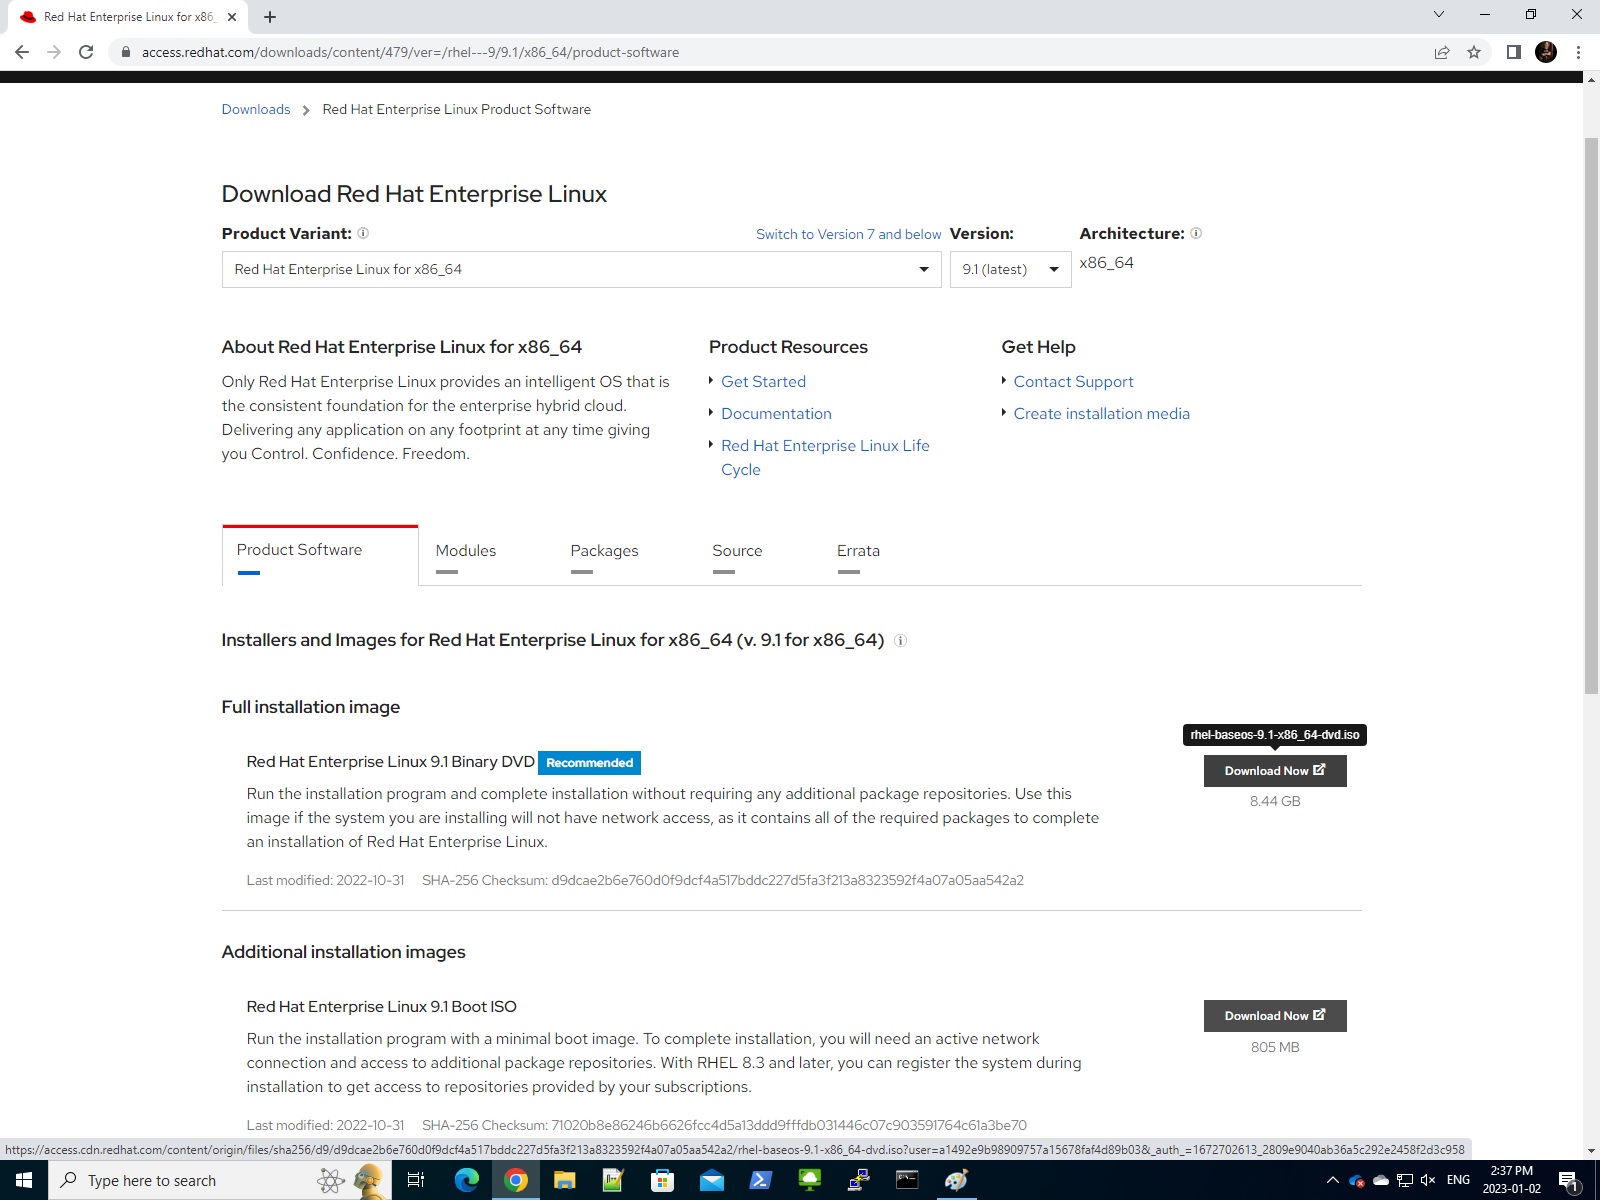 Red Hat Enterprise Linux for x86_
access.redhat.com/downloads/content/479/ver=/rhel---9/9.1/x86_64/product-software
Downloads > Red Hat Enterprise Linux Product Software
Download Red Hat Enterprise Linux
Product Variant: Switch to Version 7 and below Version: Architecture:
Red Hat Enterprise Linux for x86_64 9.1 (latest) x86_64
About Red Hat Enterprise Linux for x86_64
Only Red Hat Enterprise Linux provides an intelligent OS that is
the consistent foundation for the enterprise hybrid cloud.
Delivering any application on any footprint at any time giving
you Control. Confidence. Freedom.
Product Resources
Get Started
Documentation
Red Hat Enterprise Linux Life
Cycle
Get Help
Contact Support
Create installation media
Product Software Modules Packages Source Errata
Installers and Images for Red Hat Enterprise Linux for x86_64 (v. 9.1 for x86_64)
Full installation image
rhel-baseos-9.1-x86_64-dvd.iso
Red Hat Enterprise Linux 9.1 Binary DVD Recommended
Download Now
8.44 GB
Run the installation program and complete installation without requiring any additional package repositories. Use this
image if the system you are installing will not have network access, as it contains all of the required packages to complete
an installation of Red Hat Enterprise Linux.
Last modified: 2022-10-31 SHA-256 Checksum: d9dcae2b6e760d0f9dcf4a517bddc227d5fa3f213a8323592f4a07a05aa542a2
Additional installation images
Red Hat Enterprise Linux 9.1 Boot ISO
Download Now
805 MB
Run the installation program with a minimal boot image. To complete installation, you will need an active network
connection and access to additional package repositories. With RHEL 8.3 and later, you can register the system during
installation to get access to repositories provided by your subscriptions.
Last modified: 2022-10-31 SHA-256 Checksum: 71020b8e86246b6626fcc4d5a13ddd9fffdb031446c07c903591764c61a3be70
https://access.cdn.redhat.com/content/origin/files/sha256/d9/d9dcae2b6e760d0f9dcf4a517bddc227d5fa3f213a8323592f4a07a05aa542a2/rhel-baseos-9.1-x86_64-dvd.iso?user=a1492e9b98909757a15678faf4d89b03&_auth_=1672702613_2809e9040ab36a5c292e2458f2d3c958
Type here to search
ENG
2:37 PM
2023-01-02
1